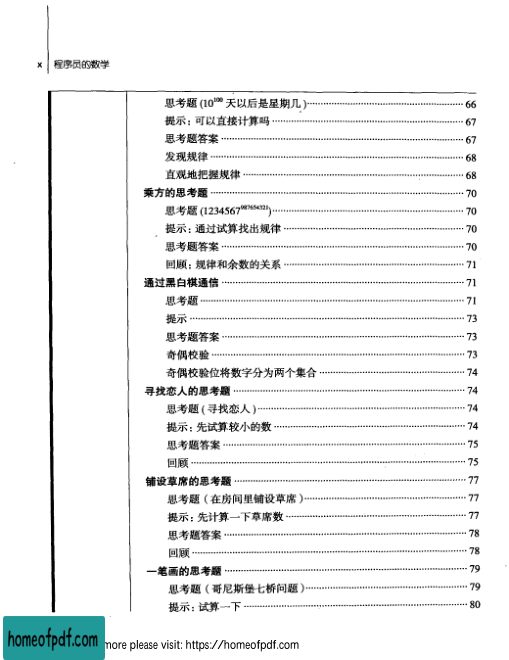 x 程序员的数学
思考题 (10¹⁰⁰ 天以后是星期几) 66
提示：可以直接计算吗 67
思考题答案 67
发现规律 68
直观地把握规律 68
乘方的思考题 70
思考题 (1234567⁹⁸⁷⁶⁵⁴³²¹) 70
提示：通过试算找出规律 70
思考题答案 70
回顾：规律和余数的关系 71
通过黑白棋通信 71
思考题 71
提示 73
思考题答案 73
奇偶校验 73
奇偶校验位将数字分为两个集合 74
寻找恋人的思考题 74
思考题 (寻找恋人) 74
提示：先试算较小的数 74
思考题答案 75
回顾 75
铺设草席的思考题 77
思考题（在房间里铺设草席） 77
提示：先计算一下草席数 77
思考题答案 78
回顾 78
一笔画的思考题 79
思考题（哥尼斯堡七桥问题） 79
提示：试算一下 80
homeofpdf.com more please visit: https://homeofpdf.com